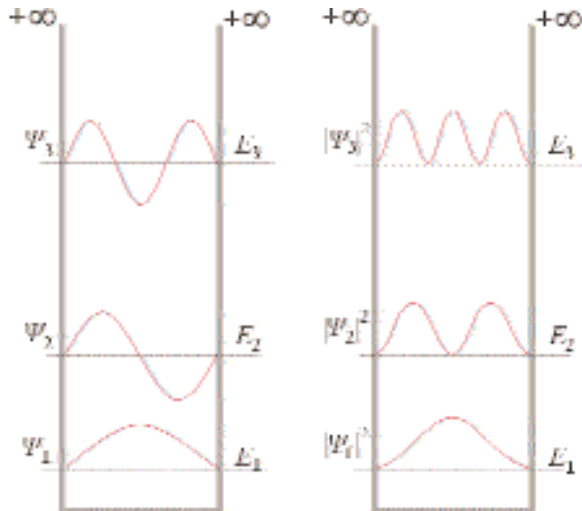 +∞ +∞ +∞ +∞
Ψ₃ E₃ |Ψ₃|² E₃
Ψ₂ E₂ |Ψ₂|² E₂
Ψ₁ E₁ |Ψ₁|² E₁